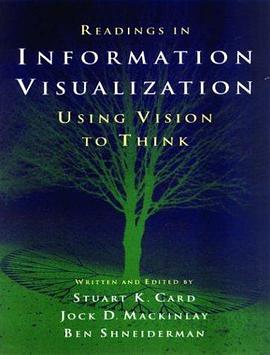 READINGS IN
INFORMATION
VISUALIZATION
USING VISION
TO THINK
WRITTEN AND EDITED BY
STUART K. CARD
JOCK D. MACKINLAY
BEN SHNEIDERMAN